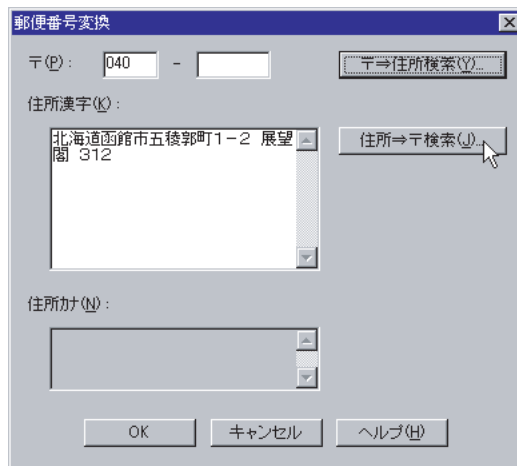 郵便番号変換
〒(P): 040 - 〒⇒住所検索(Y)...
住所漢字(K):
北海道函館市五稜郭町1-2 展望
閣 312
住所⇒〒検索(J)...
住所カナ(N):
OK キャンセル ヘルプ(H)